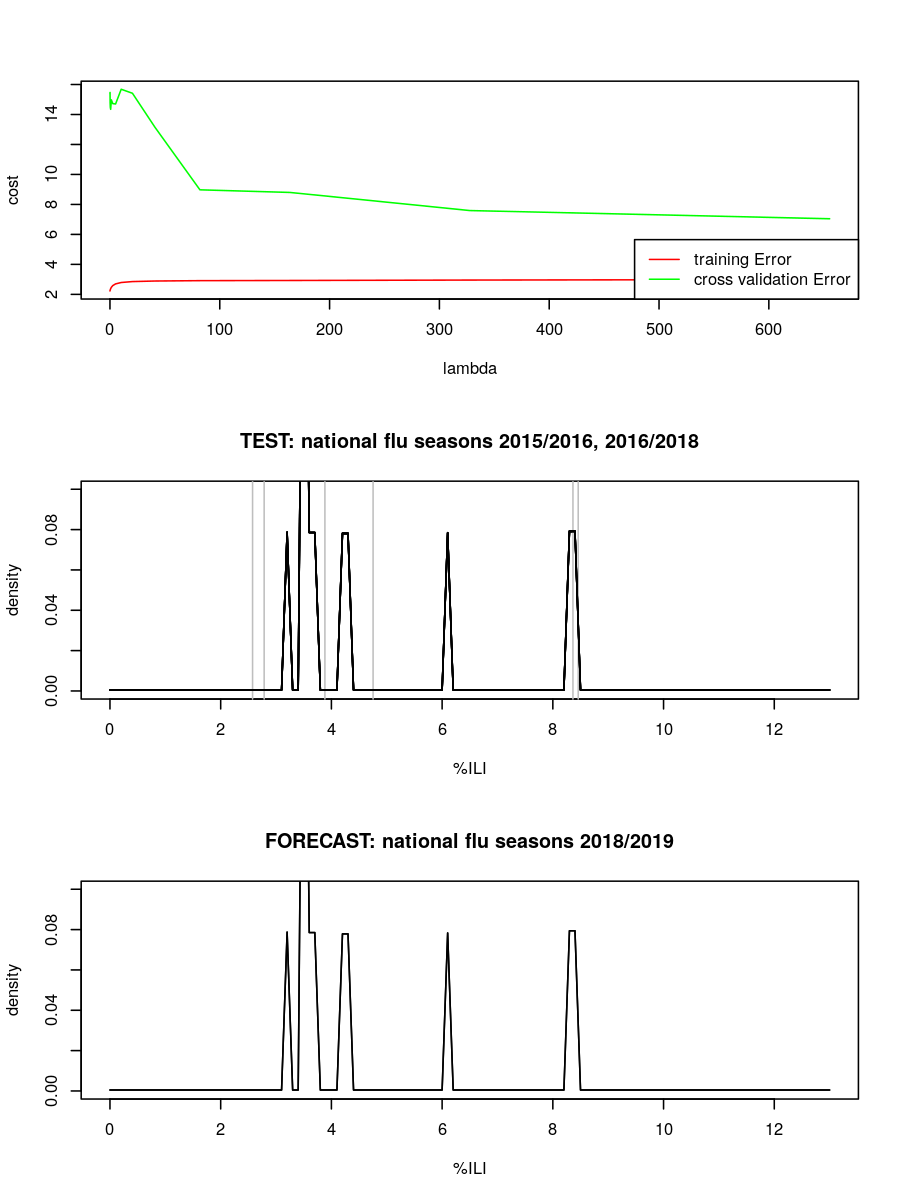 14
10
8
6
4
2
cost
training Error
cross validation Error
0 100 200 300 400 500 600
lambda
TEST: national flu seasons 2015/2016, 2016/2018
0.08
0.04
0.00
density
0 2 4 6 8 10 12
%ILI
FORECAST: national flu seasons 2018/2019
0.08
0.04
0.00
density
0 2 4 6 8 10 12
%ILI